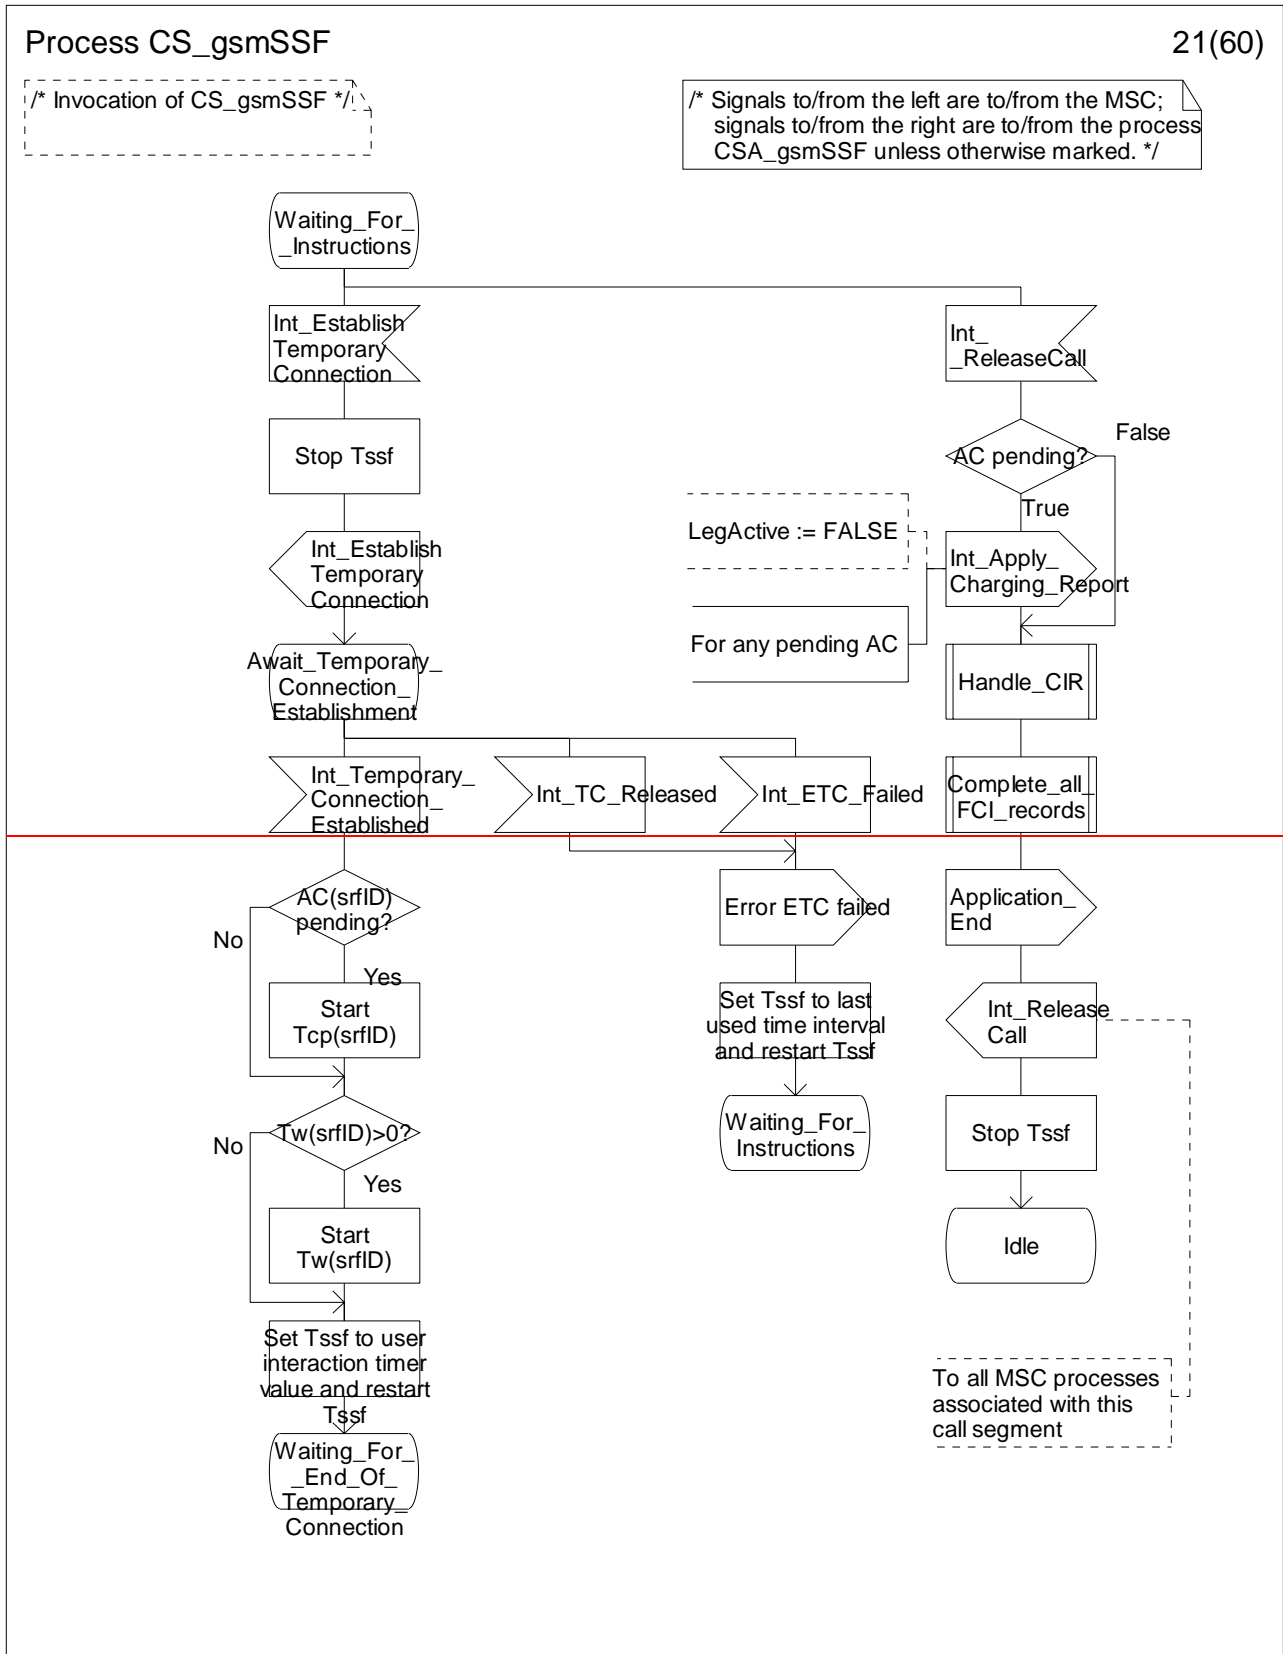 Process CS_gsmSSF
21(60)
/* Invocation of CS_gsmSSF */
/* Signals to/from the left are to/from the MSC;
signals to/from the right are to/from the process
CSA_gsmSSF unless otherwise marked. */
Waiting_For_
_Instructions
Int_Establish
Temporary
Connection
Stop Tssf
Int_Establish
Temporary
Connection
Await_Temporary_
Connection_
Establishment
Int_Temporary_
Connection_
Established
Int_TC_Released
Int_ETC_Failed
AC(srfID)
pending?
No
Yes
Start
Tcp(srfID)
Tw(srfID)>0?
No
Yes
Start
Tw(srfID)
Set Tssf to user
interaction timer
value and restart
Tssf
Waiting_For_
_End_Of_
Temporary_
Connection
Error ETC failed
Set Tssf to last
used time interval
and restart Tssf
Waiting_For_
Instructions
Int_
_ReleaseCall
AC pending?
False
True
LegActive := FALSE
Int_Apply_
Charging_Report
For any pending AC
Handle_CIR
Complete_all_
FCI_records
Application_
End
Int_Release
Call
Stop Tssf
Idle
To all MSC processes
associated with this
call segment